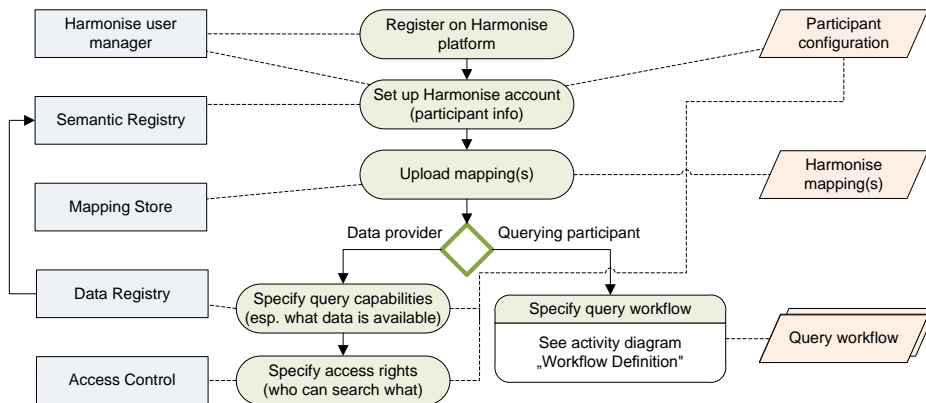 Harmonise user
manager
Register on Harmonise
platform
Participant
configuration
Set up Harmonise account
(participant info)
Semantic Registry
Upload mapping(s)
Harmonise
mapping(s)
Mapping Store
Data provider
Querying participant
Data Registry
Specify query capabilities
(esp. what data is available)
Specify query workflow
See activity diagram
„Workflow Definition"
Query workflow
Access Control
Specify access rights
(who can search what)